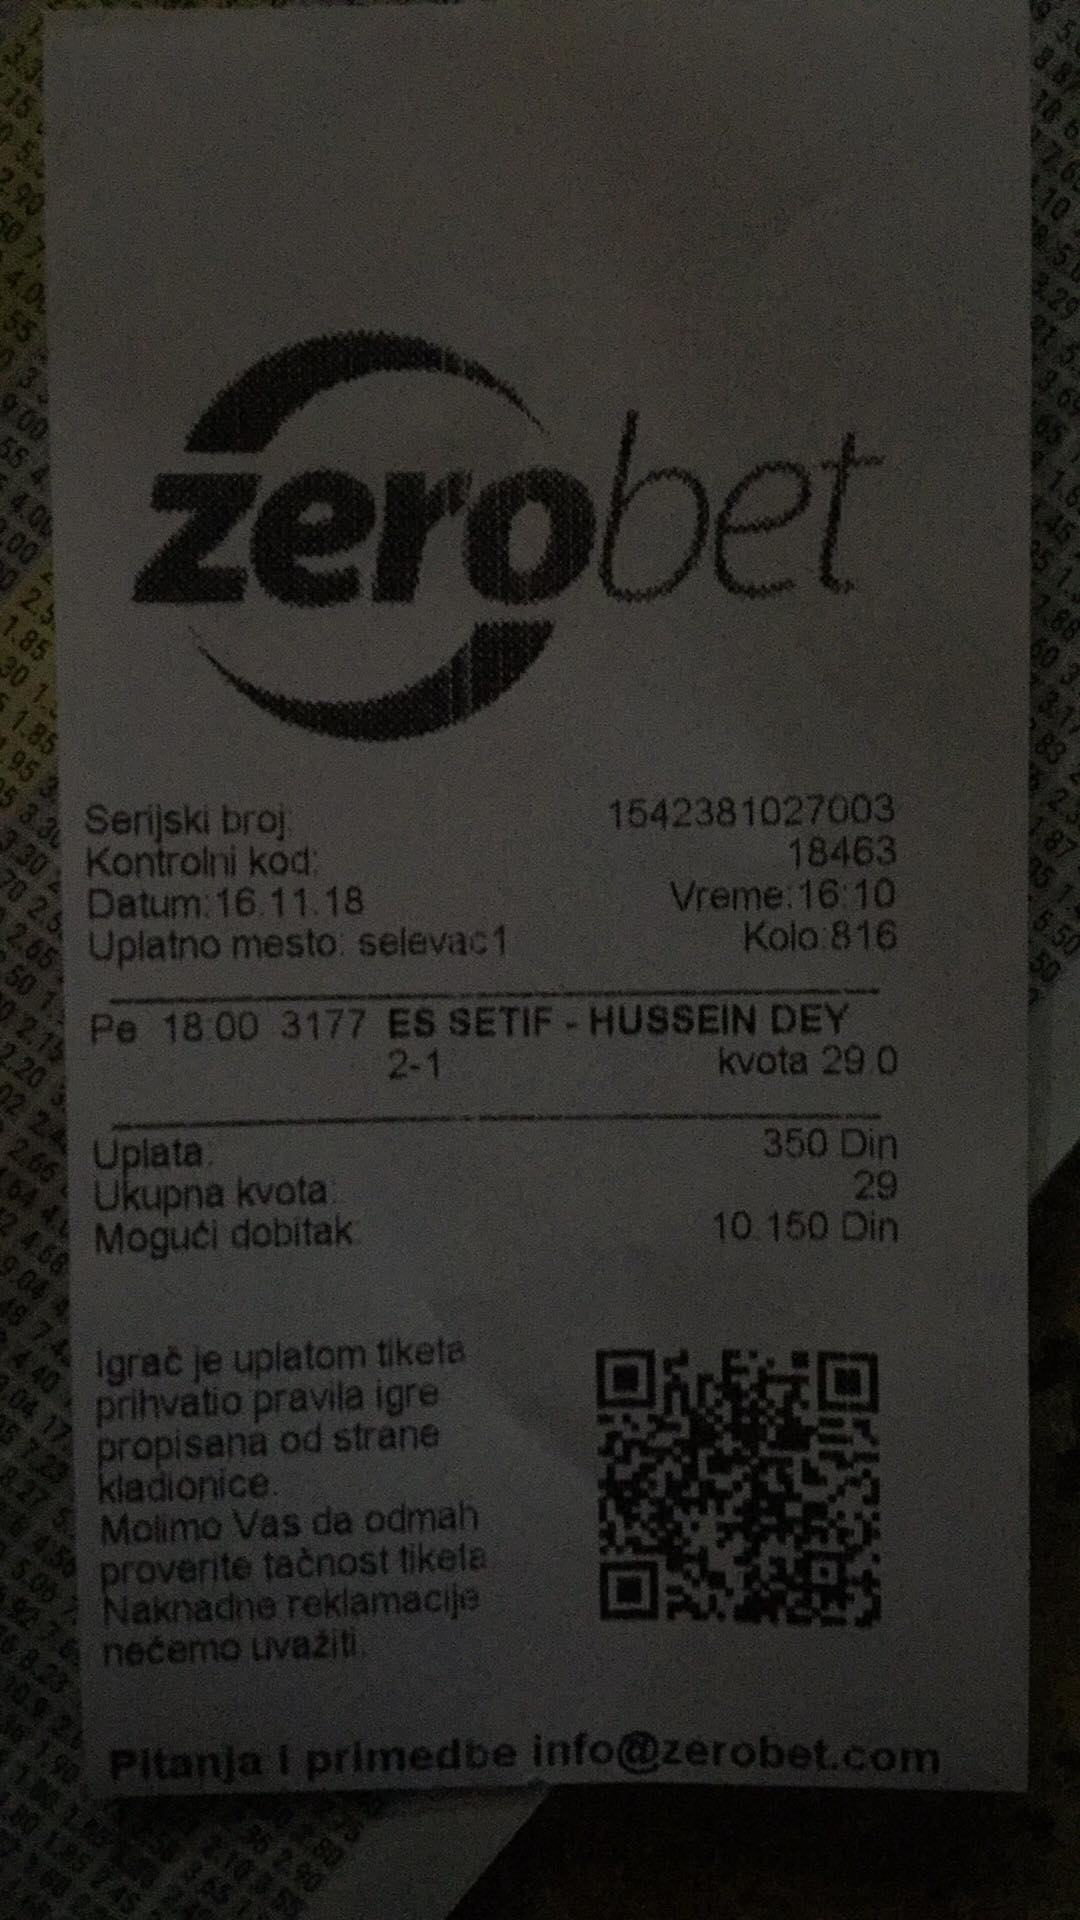 zerobet
Serijski broj: 1542381027003
Kontrolni kod: 18463
Datum:16.11.18 Vreme:16:10
Uplatno mesto: selevac1 Kolo:816
Pe 18:00 3177 ES SETIF - HUSSEIN DEY
2-1 kvota 29.0
Uplata: 350 Din
Ukupna kvota: 29
Mogući dobitak: 10.150 Din
Igrač je uplatom tiketa
prihvatio pravila igre
propisana od strane
kladionice.
Molimo Vas da odmah
proverite tačnost tiketa.
Naknadne reklamacije
nećemo uvažiti.
Pitanja i primedbe info@zerobet.com